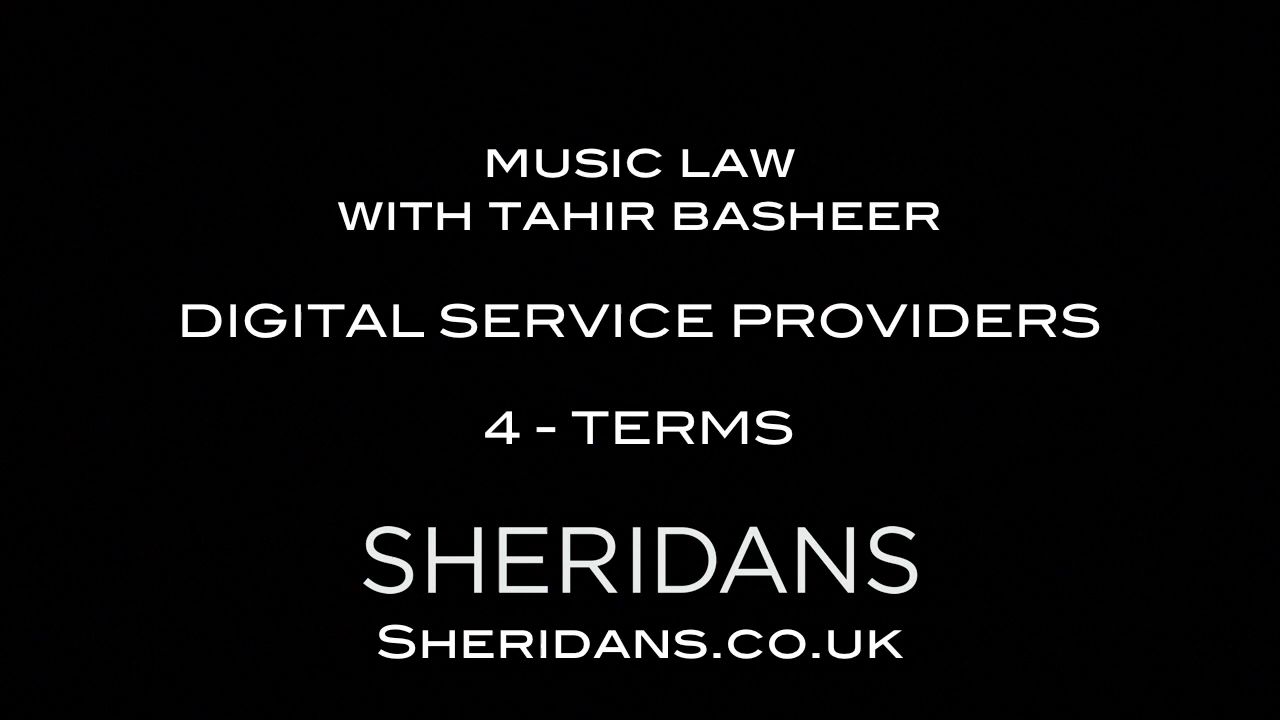 MUSIC LAW
WITH TAHIR BASHEER
DIGITAL SERVICE PROVIDERS
4 - TERMS
SHERIDANS
SHERIDANS.CO.UK